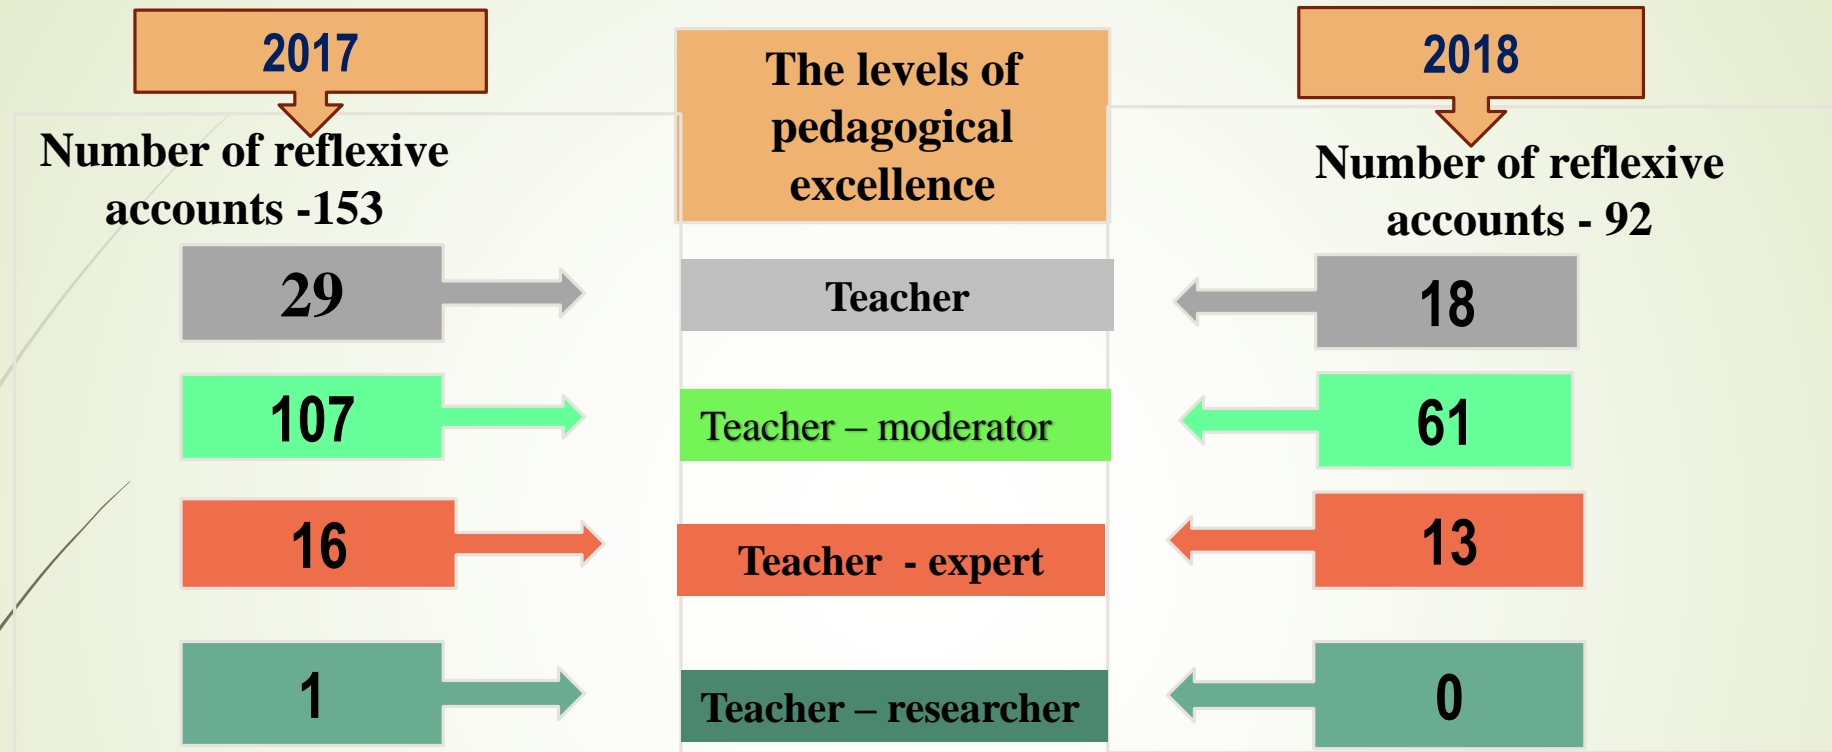 2017
The levels of
pedagogical
excellence
2018
Number of reflexive
accounts -153
Number of reflexive
accounts - 92
29
Teacher
18
107
Teacher – moderator
61
16
Teacher - expert
13
1
Teacher – researcher
0